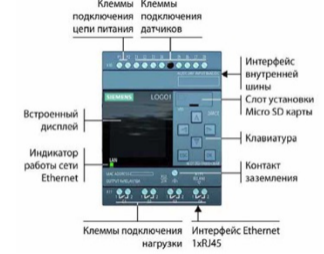 Клеммы
подключения
цепи питания
Клеммы
подключения
датчиков
Интерфейс
внутренней
шины
Слот установки
Micro SD карты
Клавиатура
Контакт
заземления
Встроенный
дисплей
Индикатор
работы сети
Ethernet
SIEMENS
LOGO!
LAN
Клеммы подключения
нагрузки
Интерфейс Ethernet
1xRJ45